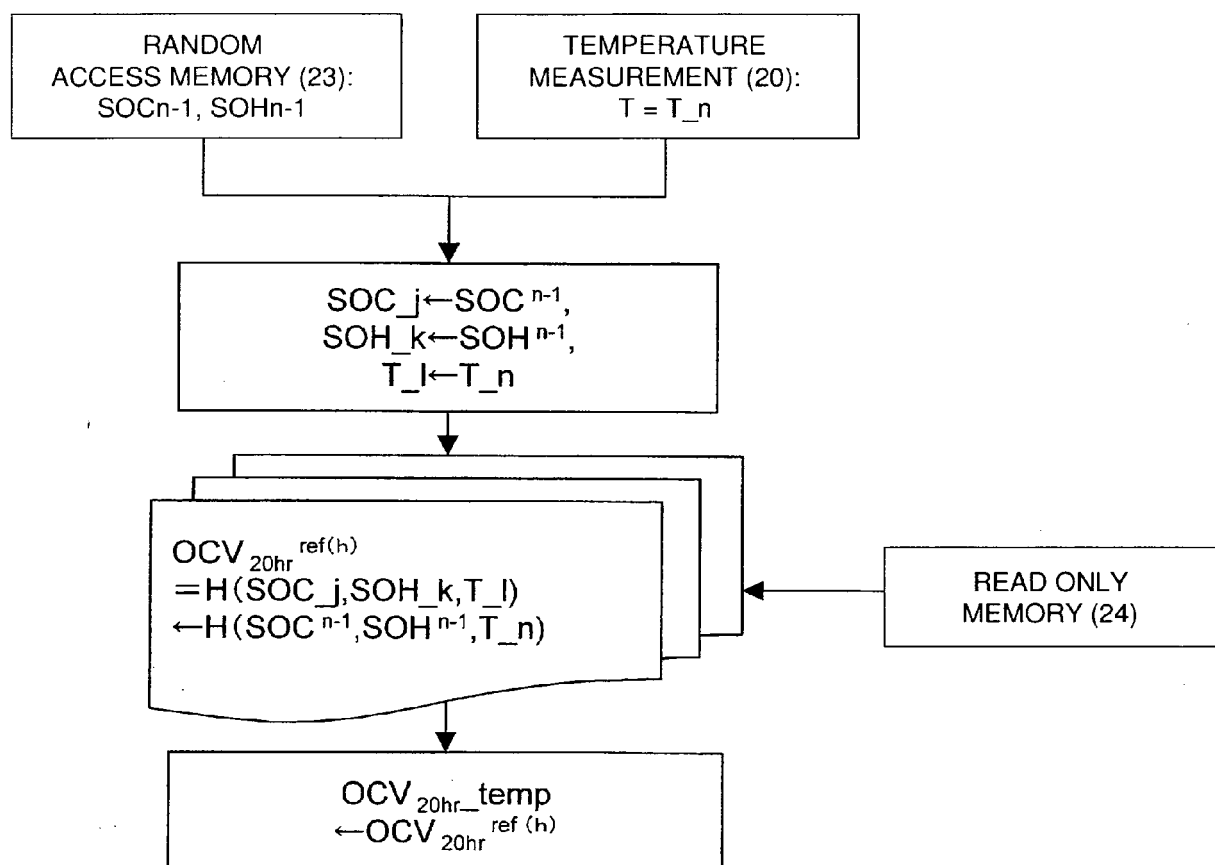 RANDOM
ACCESS MEMORY (23):
SOCn-1, SOHn-1
TEMPERATURE
MEASUREMENT (20):
T = T_n
SOC_j←SOC n-1,
SOH_k←SOH n-1,
T_l←T_n
OCV 20hr ref(h)
=H(SOC_j,SOH_k,T_l)
←H(SOC n-1,SOH n-1,T_n)
READ ONLY
MEMORY (24)
OCV 20hr_temp
←OCV 20hr ref(h)